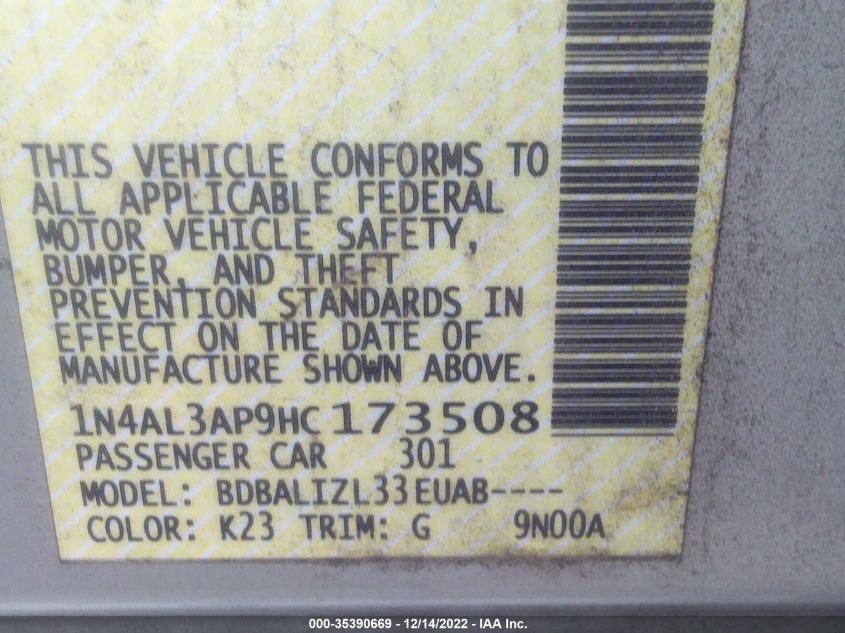 THIS VEHICLE CONFORMS TO
ALL APPLICABLE FEDERAL
MOTOR VEHICLE SAFETY,
BUMPER, AND THEFT
PREVENTION STANDARDS IN
EFFECT ON THE DATE OF
MANUFACTURE SHOWN ABOVE.
1N4AL3AP9HC173508
PASSENGER CAR 301
MODEL: BDBALIZL33EUAB----
COLOR: K23 TRIM: G 9N00A
000-35390669 - 12/14/2022 - IAA Inc.